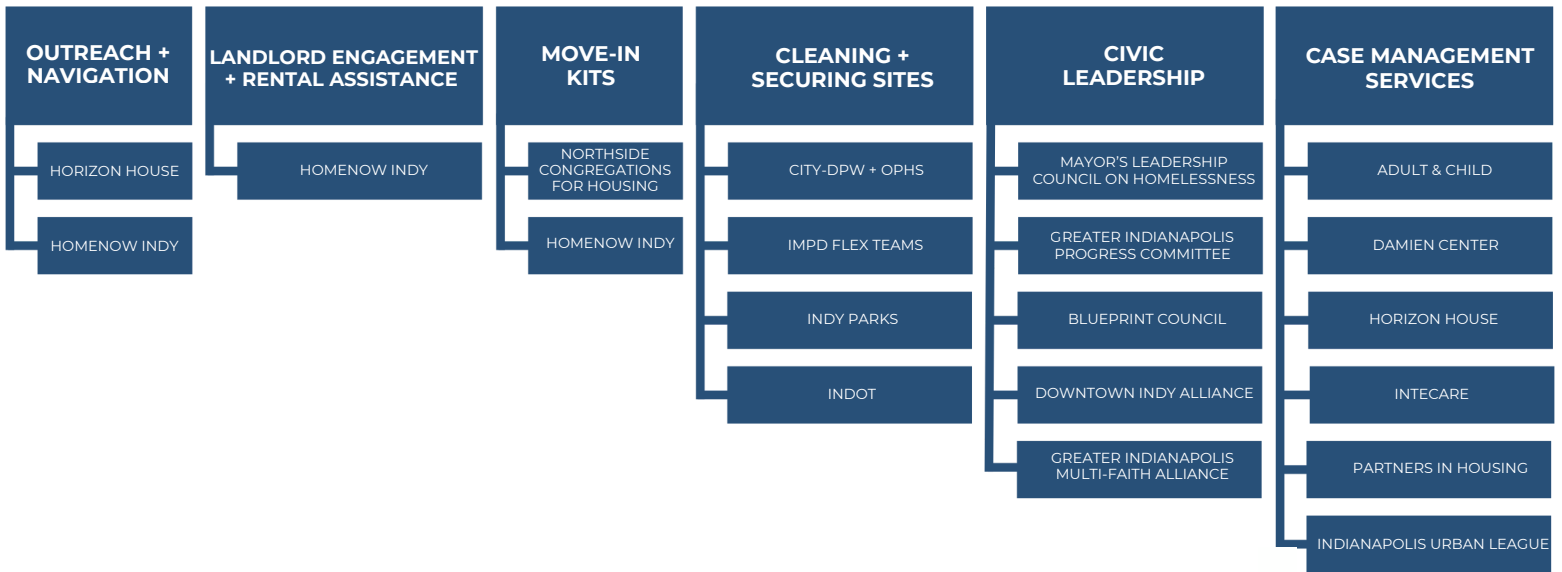 OUTREACH +
NAVIGATION
HORIZON HOUSE
HOMENOW INDY
LANDLORD ENGAGEMENT
+ RENTAL ASSISTANCE
HOMENOW INDY
MOVE-IN
KITS
NORTHSIDE
CONGREGATIONS
FOR HOUSING
HOMENOW INDY
CLEANING +
SECURING SITES
CITY-DPW + OPHS
IMPD FLEX TEAMS
INDY PARKS
INDOT
CIVIC
LEADERSHIP
MAYOR’S LEADERSHIP
COUNCIL ON HOMELESSNESS
GREATER INDIANAPOLIS
PROGRESS COMMITTEE
BLUEPRINT COUNCIL
DOWNTOWN INDY ALLIANCE
GREATER INDIANAPOLIS
MULTI-FAITH ALLIANCE
CASE MANAGEMENT
SERVICES
ADULT & CHILD
DAMIEN CENTER
HORIZON HOUSE
INTECARE
PARTNERS IN HOUSING
INDIANAPOLIS URBAN LEAGUE